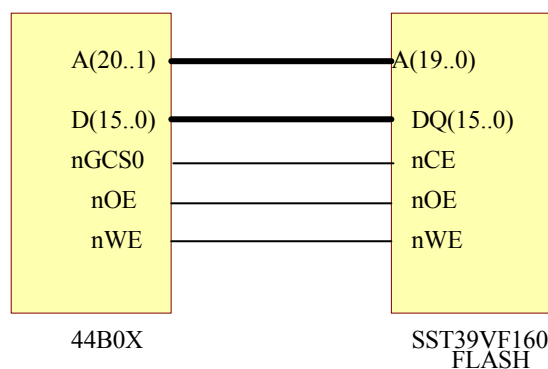 A(20..1) A(19..0)
D(15..0) DQ(15..0)
nGCS0 nCE
nOE nOE
nWE nWE
44B0X SST39VF160
FLASH